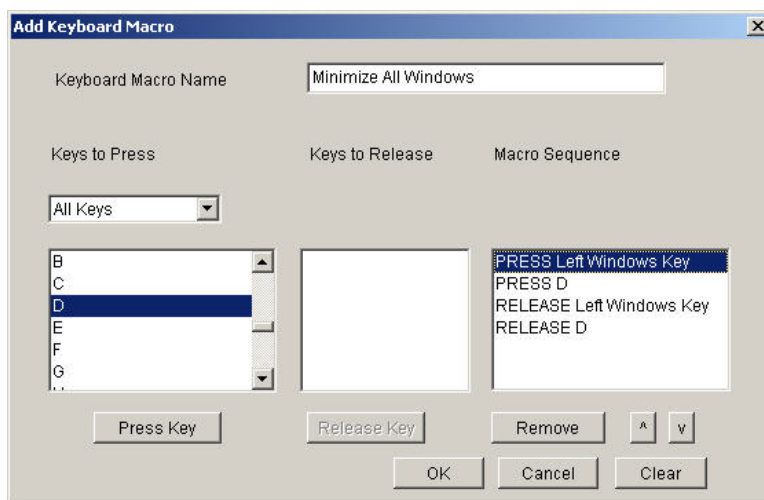 Add Keyboard Macro
Keyboard Macro Name
Minimize All Windows
Keys to Press
Keys to Release
Macro Sequence
All Keys
B
C
D
E
F
G
PRESS Left Windows Key
PRESS D
RELEASE Left Windows Key
RELEASE D
Press Key
Release Key
Remove
^
v
OK
Cancel
Clear